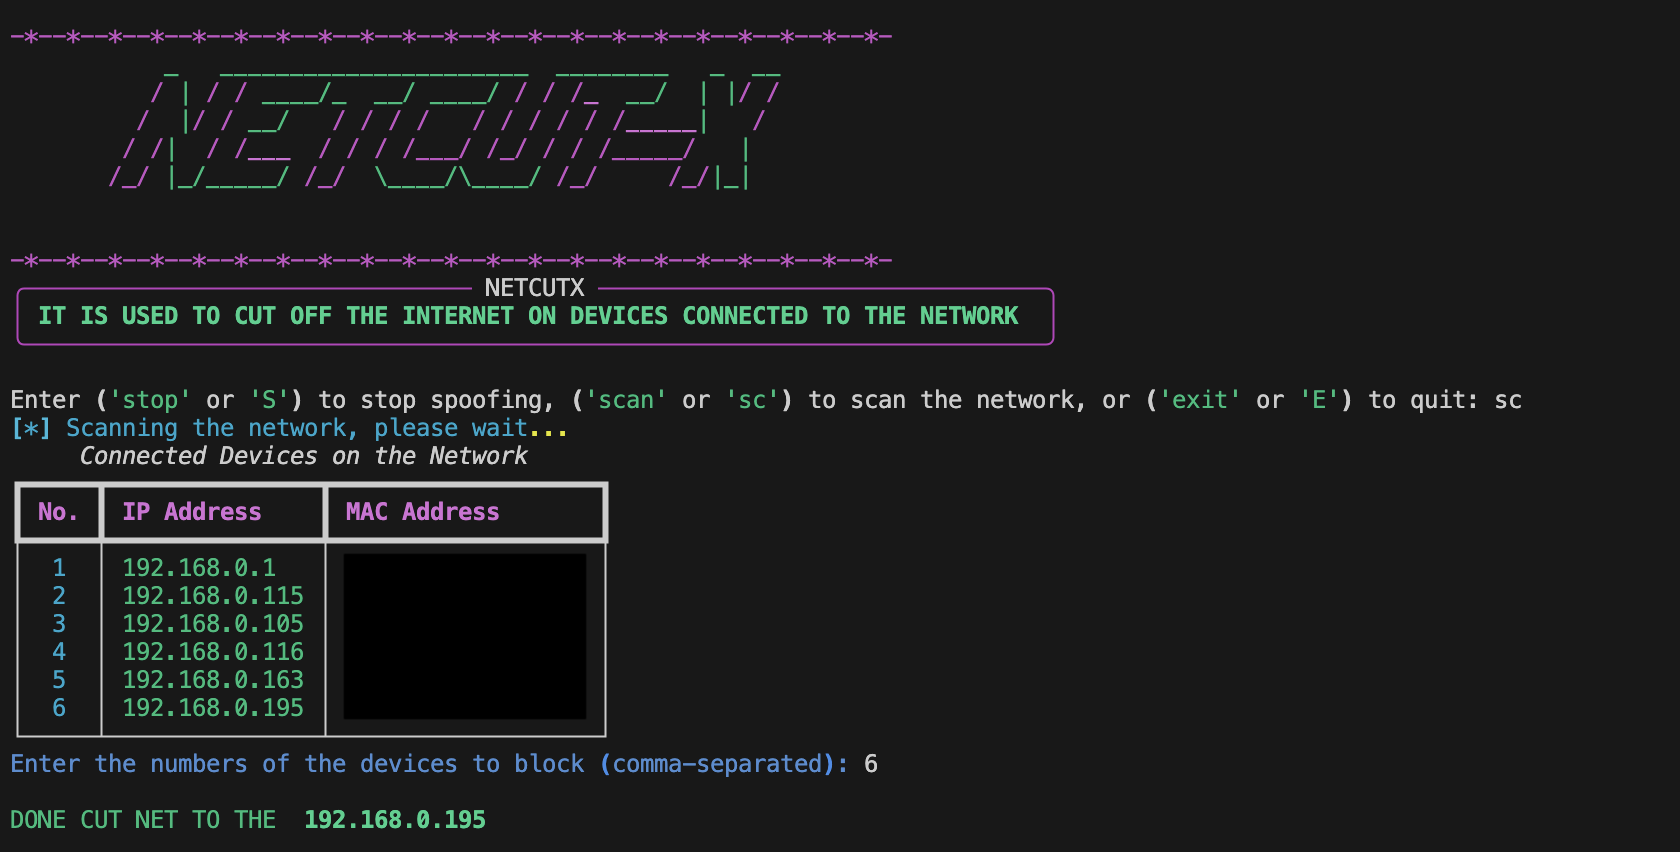 —*——*——*——*——*——*——*——*——*——*——*——*——*——*——*——*——*——*——*——*——*—
NETCUT-X
—*——*——*——*——*——*——*——*——*——*——*——*——*——*——*——*——*——*——*——*——*—
NETCUTX
IT IS USED TO CUT OFF THE INTERNET ON DEVICES CONNECTED TO THE NETWORK
Enter ('stop' or 'S') to stop spoofing, ('scan' or 'sc') to scan the network, or ('exit' or 'E') to quit: sc
[*] Scanning the network, please wait...
Connected Devices on the Network
No. IP Address MAC Address
1 192.168.0.1
2 192.168.0.115
3 192.168.0.105
4 192.168.0.116
5 192.168.0.163
6 192.168.0.195
Enter the numbers of the devices to block (comma-separated): 6
DONE CUT NET TO THE 192.168.0.195